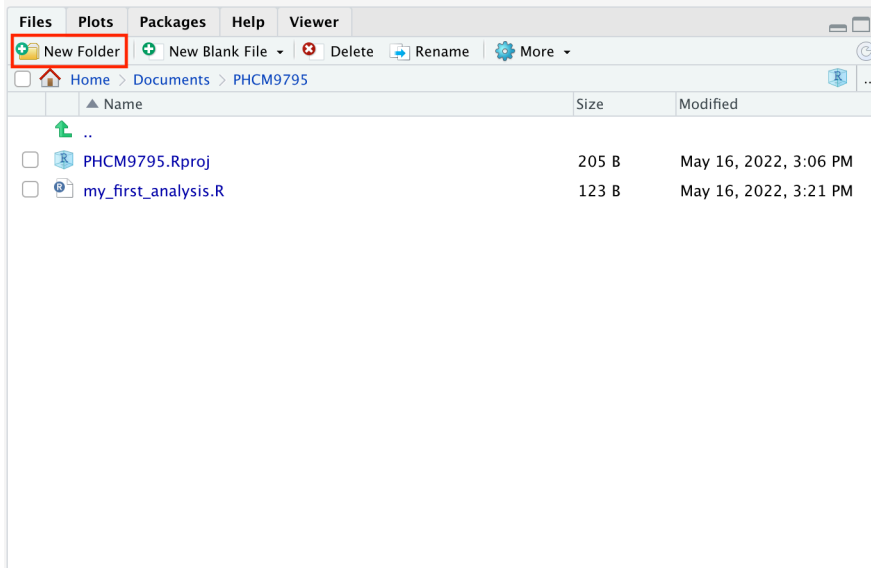 Files Plots Packages Help Viewer
New Folder New Blank File Delete Rename More
Home > Documents > PHCM9795 R ..
Name Size Modified
..
R PHCM9795.Rproj 205 B May 16, 2022, 3:06 PM
R my_first_analysis.R 123 B May 16, 2022, 3:21 PM